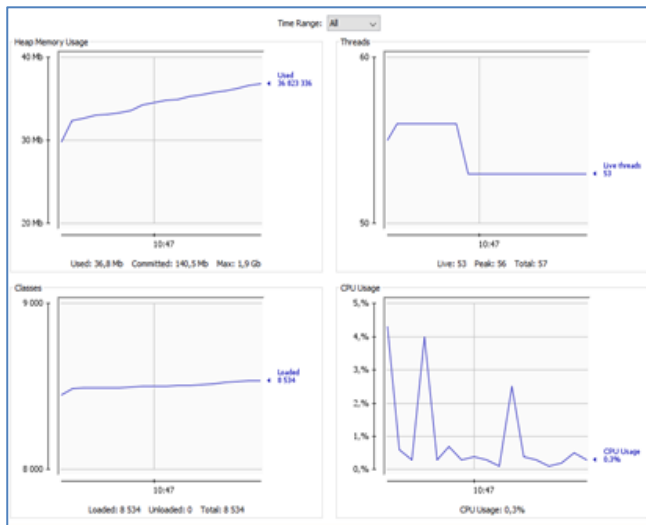 Time Range: All
Heap Memory Usage
40 Mb
30 Mb
20 Mb
Used
36 823 336
10:47
Used: 36,8 Mb Committed: 140,5 Mb Max: 1,9 Gb
Threads
60
50
Live threads
53
10:47
Live: 53 Peak: 56 Total: 57
Classes
9 000
8 000
Loaded
8 534
10:47
Loaded: 8 534 Unloaded: 0 Total: 8 534
CPU Usage
5,%
4,%
3,%
2,%
1,%
0,%
CPU Usage
0,3%
10:47
CPU Usage: 0,3%